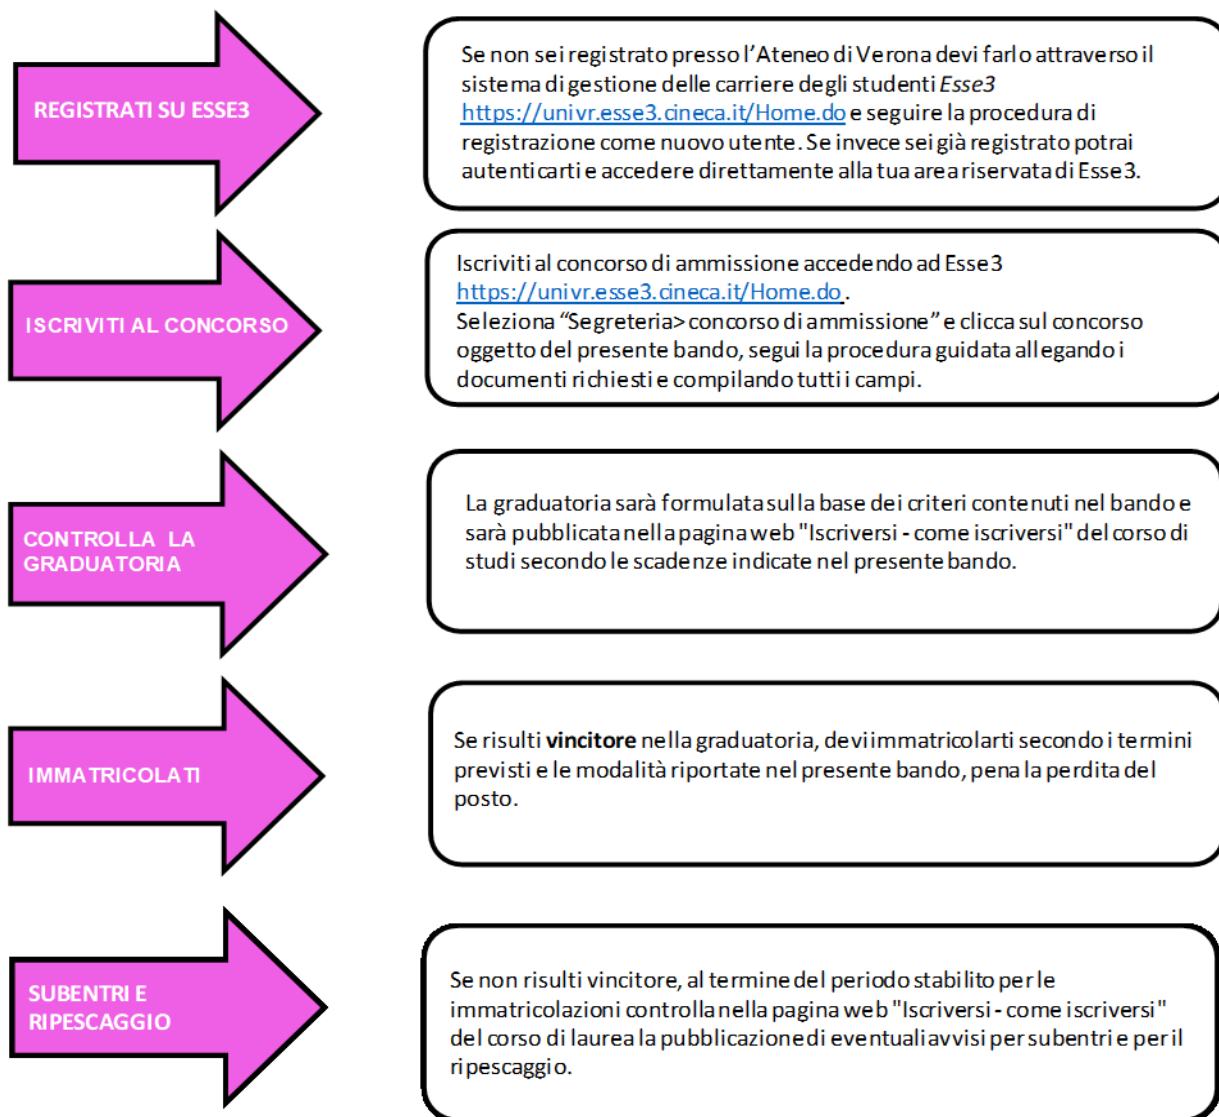 REGISTRATI SU ESSE3
Se non sei registrato presso l'Ateneo di Verona devi farlo attraverso il
sistema di gestione delle carriere degli studenti Esse3
https://univr.esse3.cineca.it/Home.do e seguire la procedura di
registrazione come nuovo utente. Se invece sei già registrato potrai
autenticarti e accedere direttamente alla tua area riservata di Esse3.
ISCRIVITI AL CONCORSO
Iscriviti al concorso di ammissione accedendo ad Esse3
https://univr.esse3.cineca.it/Home.do.
Seleziona “Segreteria> concorso di ammissione” e clicca sul concorso
oggetto del presente bando, segui la procedura guidata allegando i
documenti richiesti e compilando tutti i campi.
CONTROLLA LA
GRADUATORIA
La graduatoria sarà formulata sulla base dei criteri contenuti nel bando e
sarà pubblicata nella pagina web "Iscriversi - come iscriversi" del corso di
studi secondo le scadenze indicate nel presente bando.
IMMATRICOLATI
Se risulti vincitore nella graduatoria, devi immatricolarti secondo i termini
previsti e le modalità riportate nel presente bando, pena la perdita del
posto.
SUBENTRI E
RIPESCAGGIO
Se non risulti vincitore, al termine del periodo stabilito per le
immatricolazioni controlla nella pagina web "Iscriversi - come iscriversi"
del corso di laurea la pubblicazione di eventuali avvisi per subentri e per il
ripescaggio.